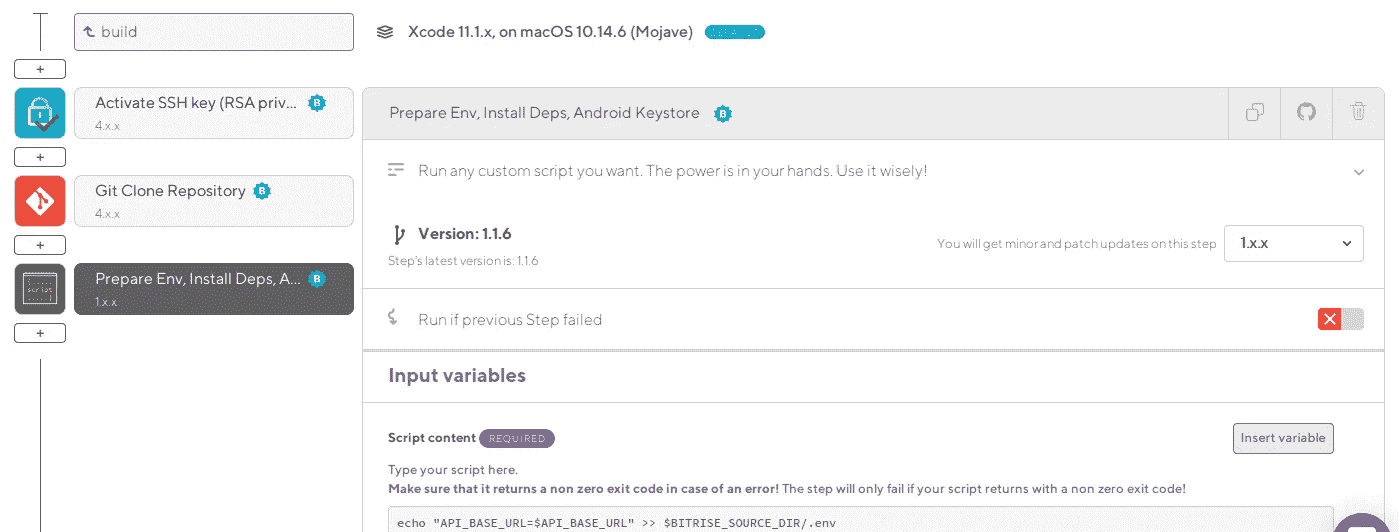 build
Xcode 11.1.x, on macOS 10.14.6 (Mojave)
+
Activate SSH key (RSA priv... B
4.x.x
+
Git Clone Repository B
4.x.x
+
Prepare Env, Install Deps, A... B
1.x.x
script
+
Prepare Env, Install Deps, Android Keystore B
Run any custom script you want. The power is in your hands. Use it wisely!
Version: 1.1.6
You will get minor and patch updates on this step
1.x.x
Step's latest version is: 1.1.6
Run if previous Step failed
Input variables
Script content REQUIRED
Insert variable
Type your script here.
Make sure that it returns a non zero exit code in case of an error! The step will only fail if your script returns with a non zero exit code!
echo "API_BASE_URL=$API_BASE_URL" >> $BITRISE_SOURCE_DIR/.env